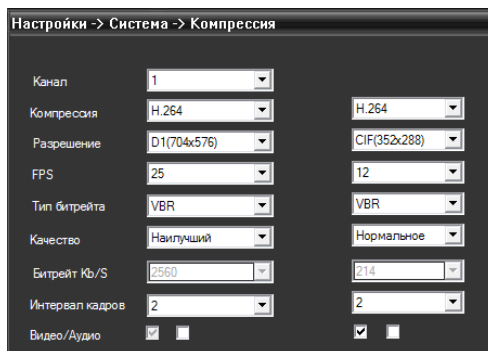 Настройки -> Система -> Компрессия
Канал 1
Компрессия H.264 H.264
Разрешение D1(704x576) CIF(352x288)
FPS 25 12
Тип битрейта VBR VBR
Качество Наилучший Нормальное
Битрейт Kb/S 2560 214
Интервал кадров 2 2
Видео/Аудио